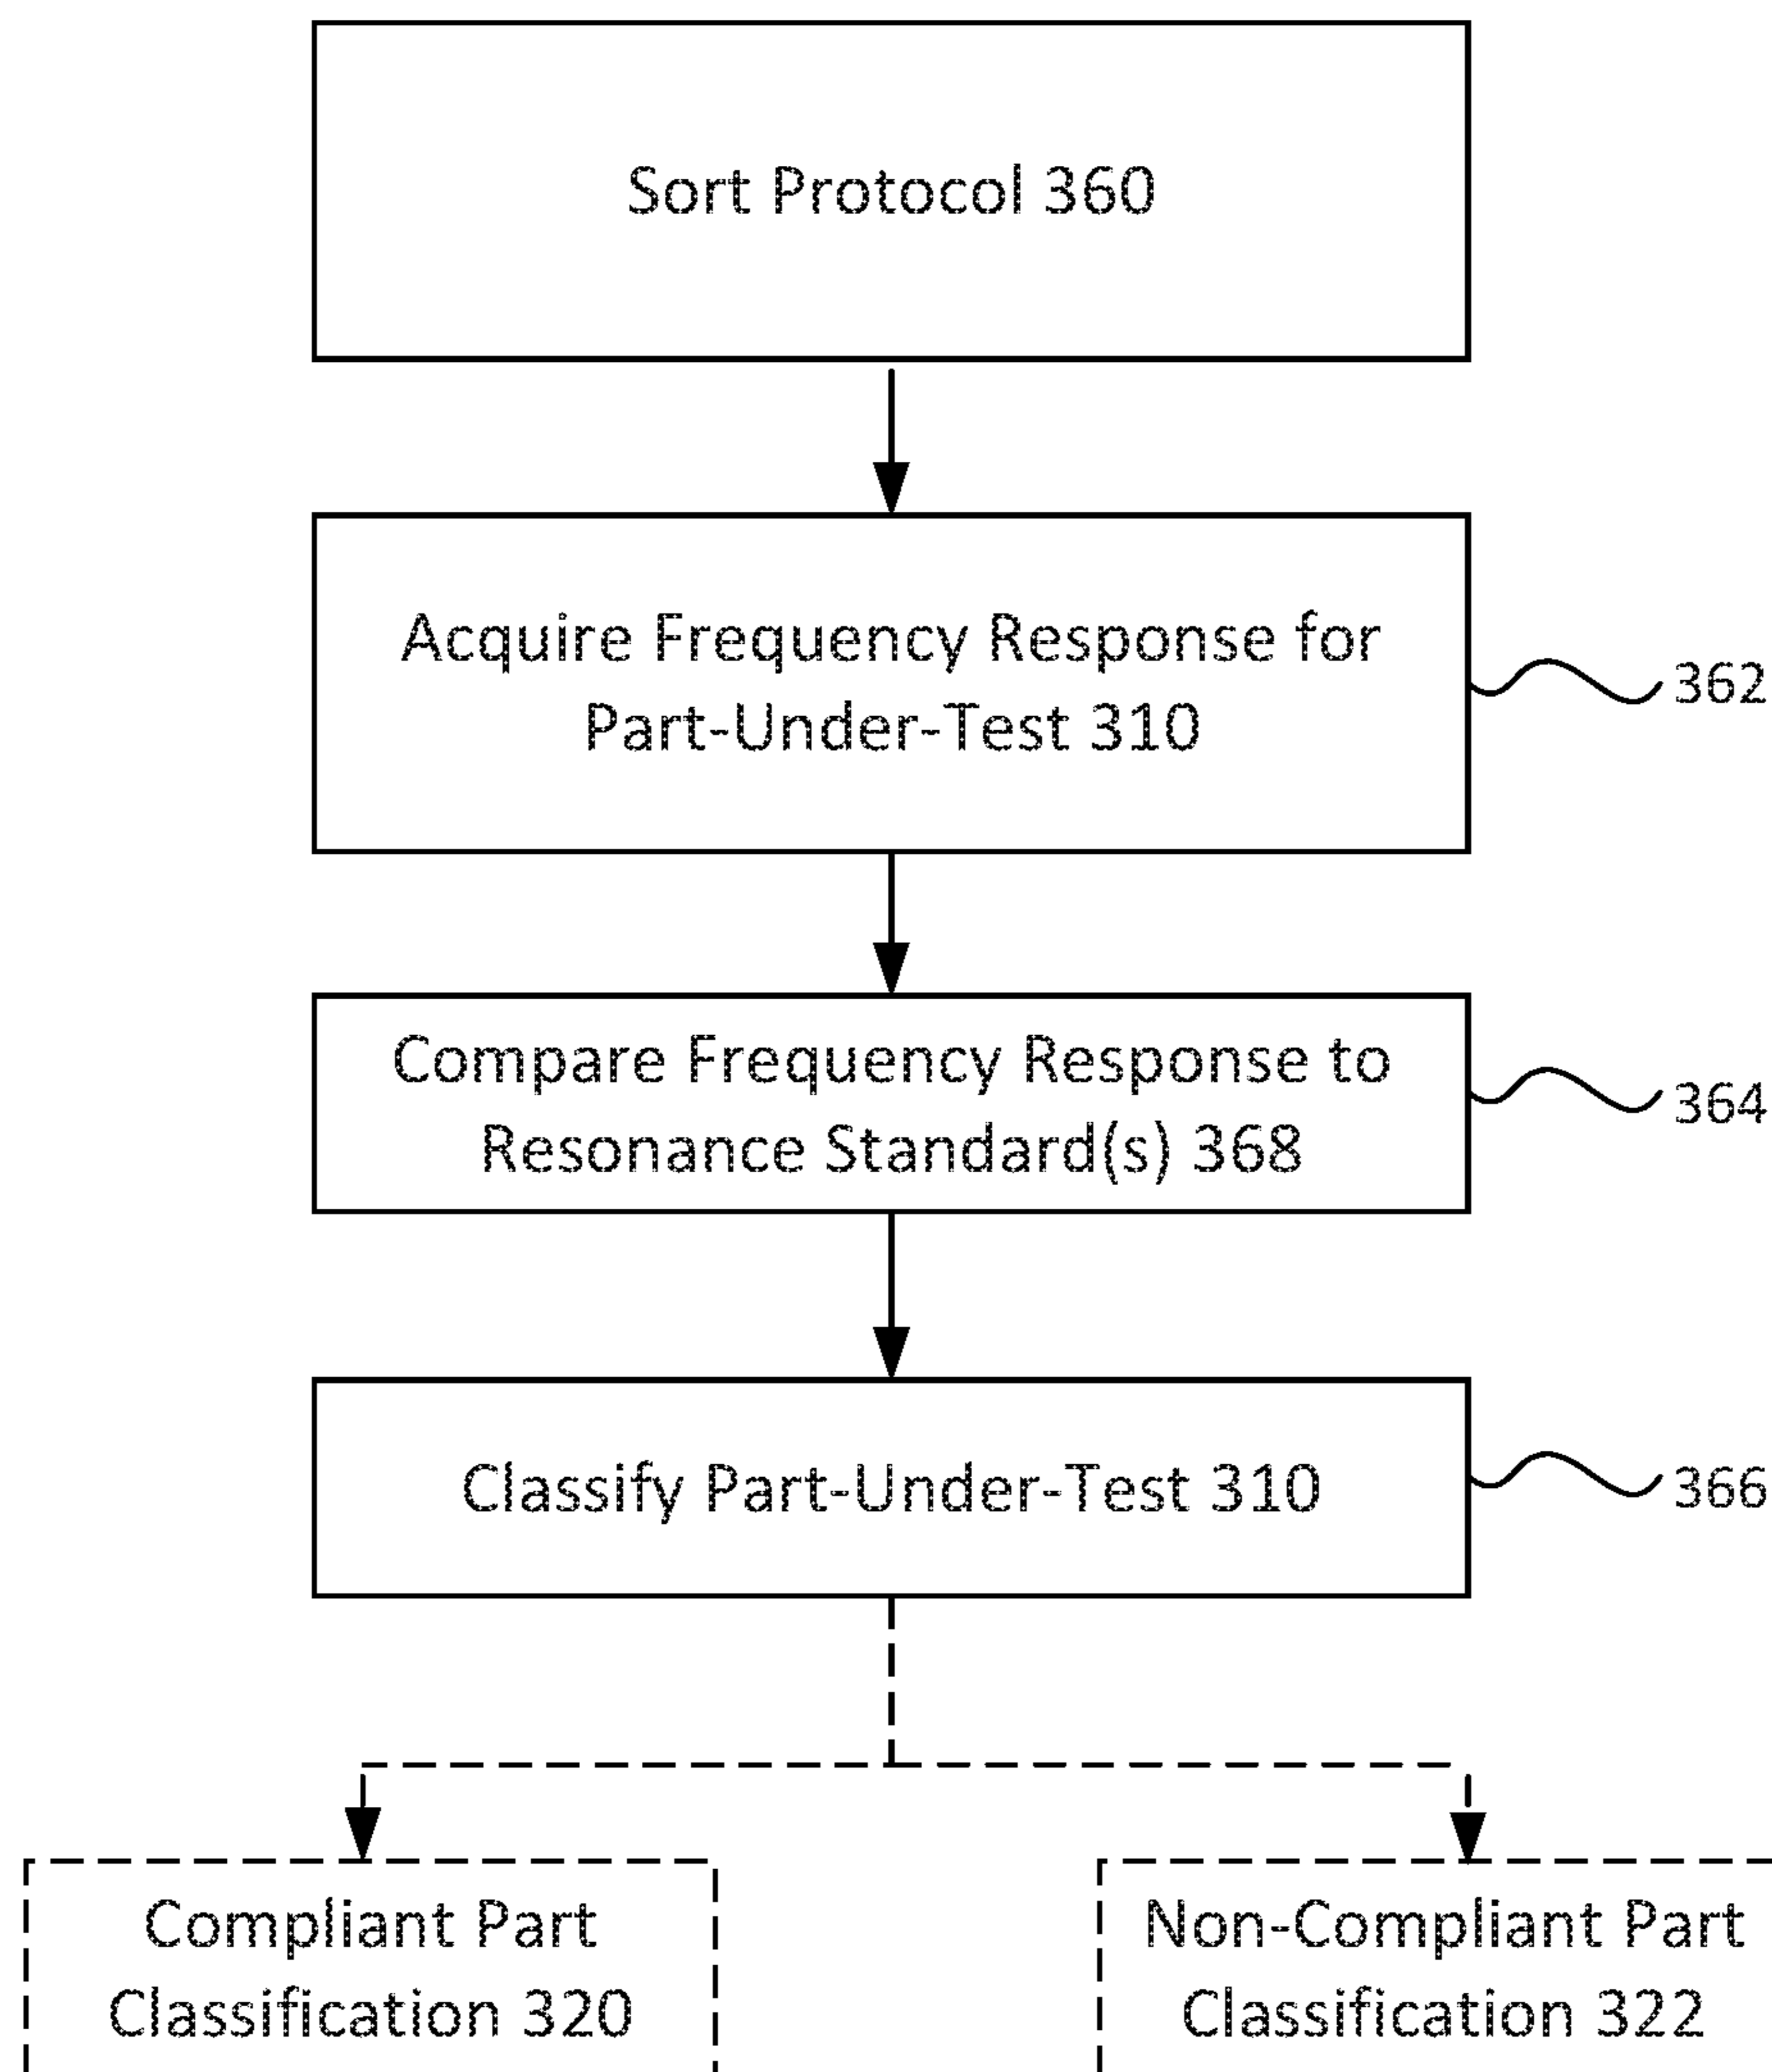 Sort Protocol 360
Acquire Frequency Response for
Part-Under-Test 310
362
Compare Frequency Response to
Resonance Standard(s) 368
364
Classify Part-Under-Test 310
366
Compliant Part
Classification 320
Non-Compliant Part
Classification 322